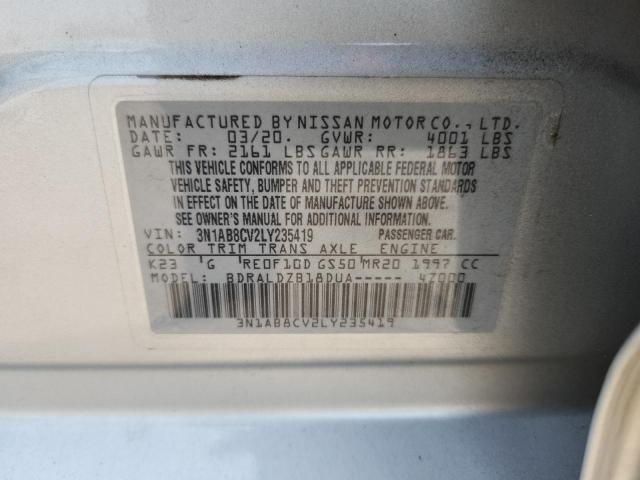 MANUFACTURED BY NISSAN MOTOR CO., LTD.
DATE: 03/20. GVWR: 4001 LBS
GAWR FR: 2161 LBS GAWR RR: 1863 LBS
THIS VEHICLE CONFORMS TO ALL APPLICABLE FEDERAL MOTOR
VEHICLE SAFETY, BUMPER AND THEFT PREVENTION STANDARDS
IN EFFECT ON THE DATE OF MANUFACTURE SHOWN ABOVE.
SEE OWNER'S MANUAL FOR ADDITIONAL INFORMATION.
VIN: 3N1AB8CV2LY235419 PASSENGER CAR.
COLOR TRIM TRANS AXLE ENGINE
K23 G RE0F10D GS50 MR20 1997 CC
MODEL: BDRALDZB18DUA----- 4Z000
3N1AB8CV2LY235419